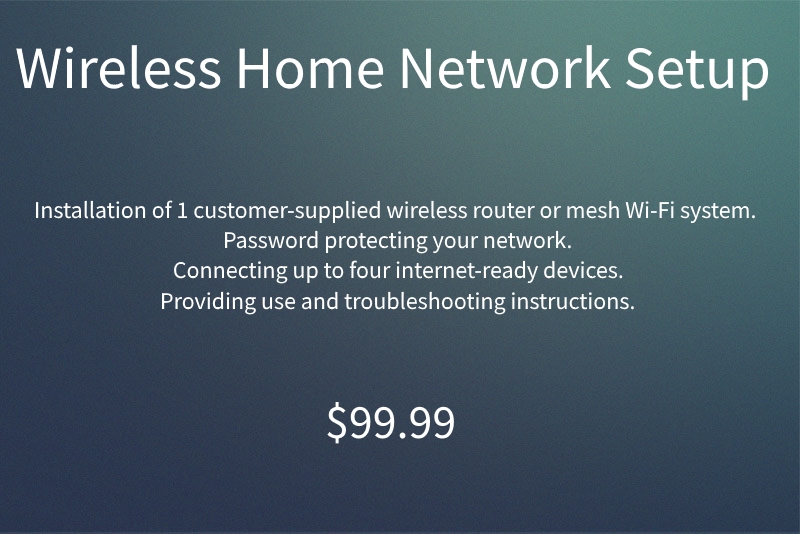 Wireless Home Network Setup
Installation of 1 customer-supplied wireless router or mesh Wi-Fi system.
Password protecting your network.
Connecting up to four internet-ready devices.
Providing use and troubleshooting instructions.
$99.99